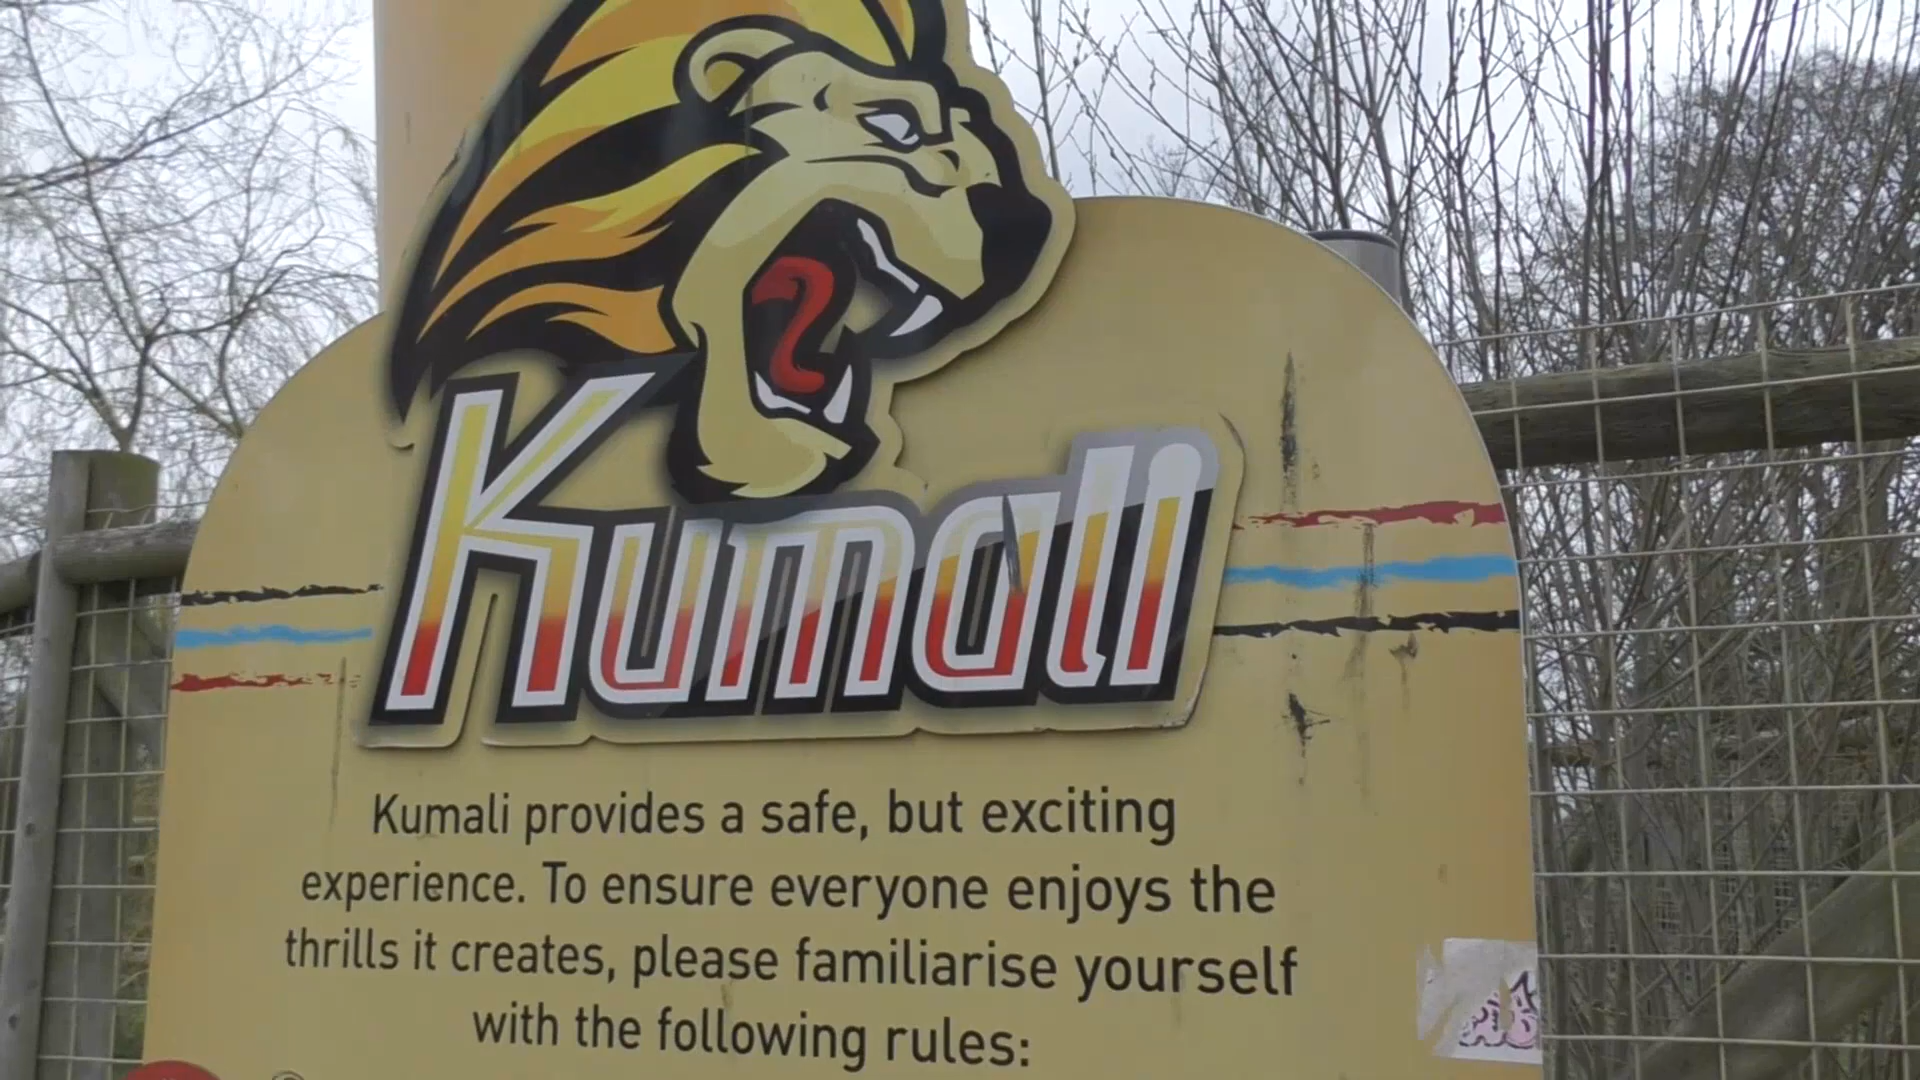 Kumali
Kumali provides a safe, but exciting
experience. To ensure everyone enjoys the
thrills it creates, please familiarise yourself
with the following rules: